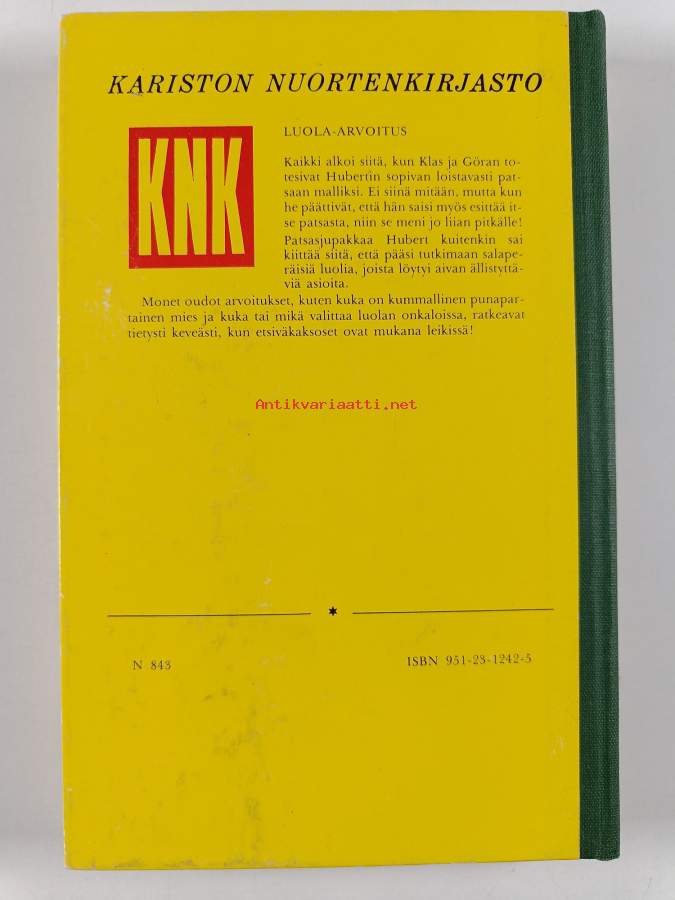 KARISTON NUORTENKIRJASTO
KNK
LUOLA-ARVOITUS
Kaikki alkoi siitä, kun Klas ja Göran to-
tesivat Hubertin sopivan loistavasti pat-
saan malliksi. Ei siinä mitään, mutta kun
he päättivät, että hän saisi myös esittää it-
se patsasta, niin se meni jo liian pitkälle!
Patsasjupakkaa Hubert kuitenkin sai
kiittää siitä, että pääsi tutkimaan salape-
räisiä luolia, joista löytyi aivan ällistyttä-
viä asioita.
Monet oudot arvoitukset, kuten kuka on kummallinen punapar-
tainen mies ja kuka tai mikä valittaa luolan onkaloissa, ratkeavat
tietysti keveästi, kun etsiväkaksoset ovat mukana leikissä!
Antikvariaatti.net
N 843
ISBN 951-23-1242-5